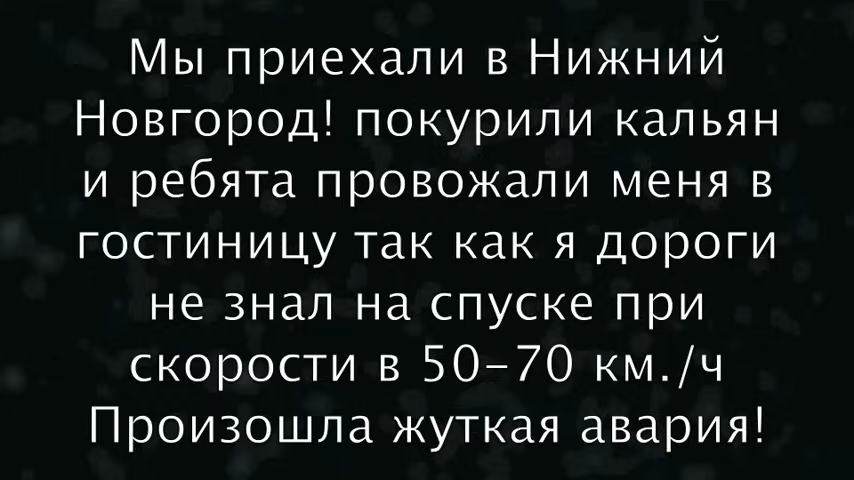 Мы приехали в Нижний
Новгород! покурили кальян
и ребята провожали меня в
гостиницу так как я дороги
не знал на спуске при
скорости в 50–70 км./ч
Произошла жуткая авария!